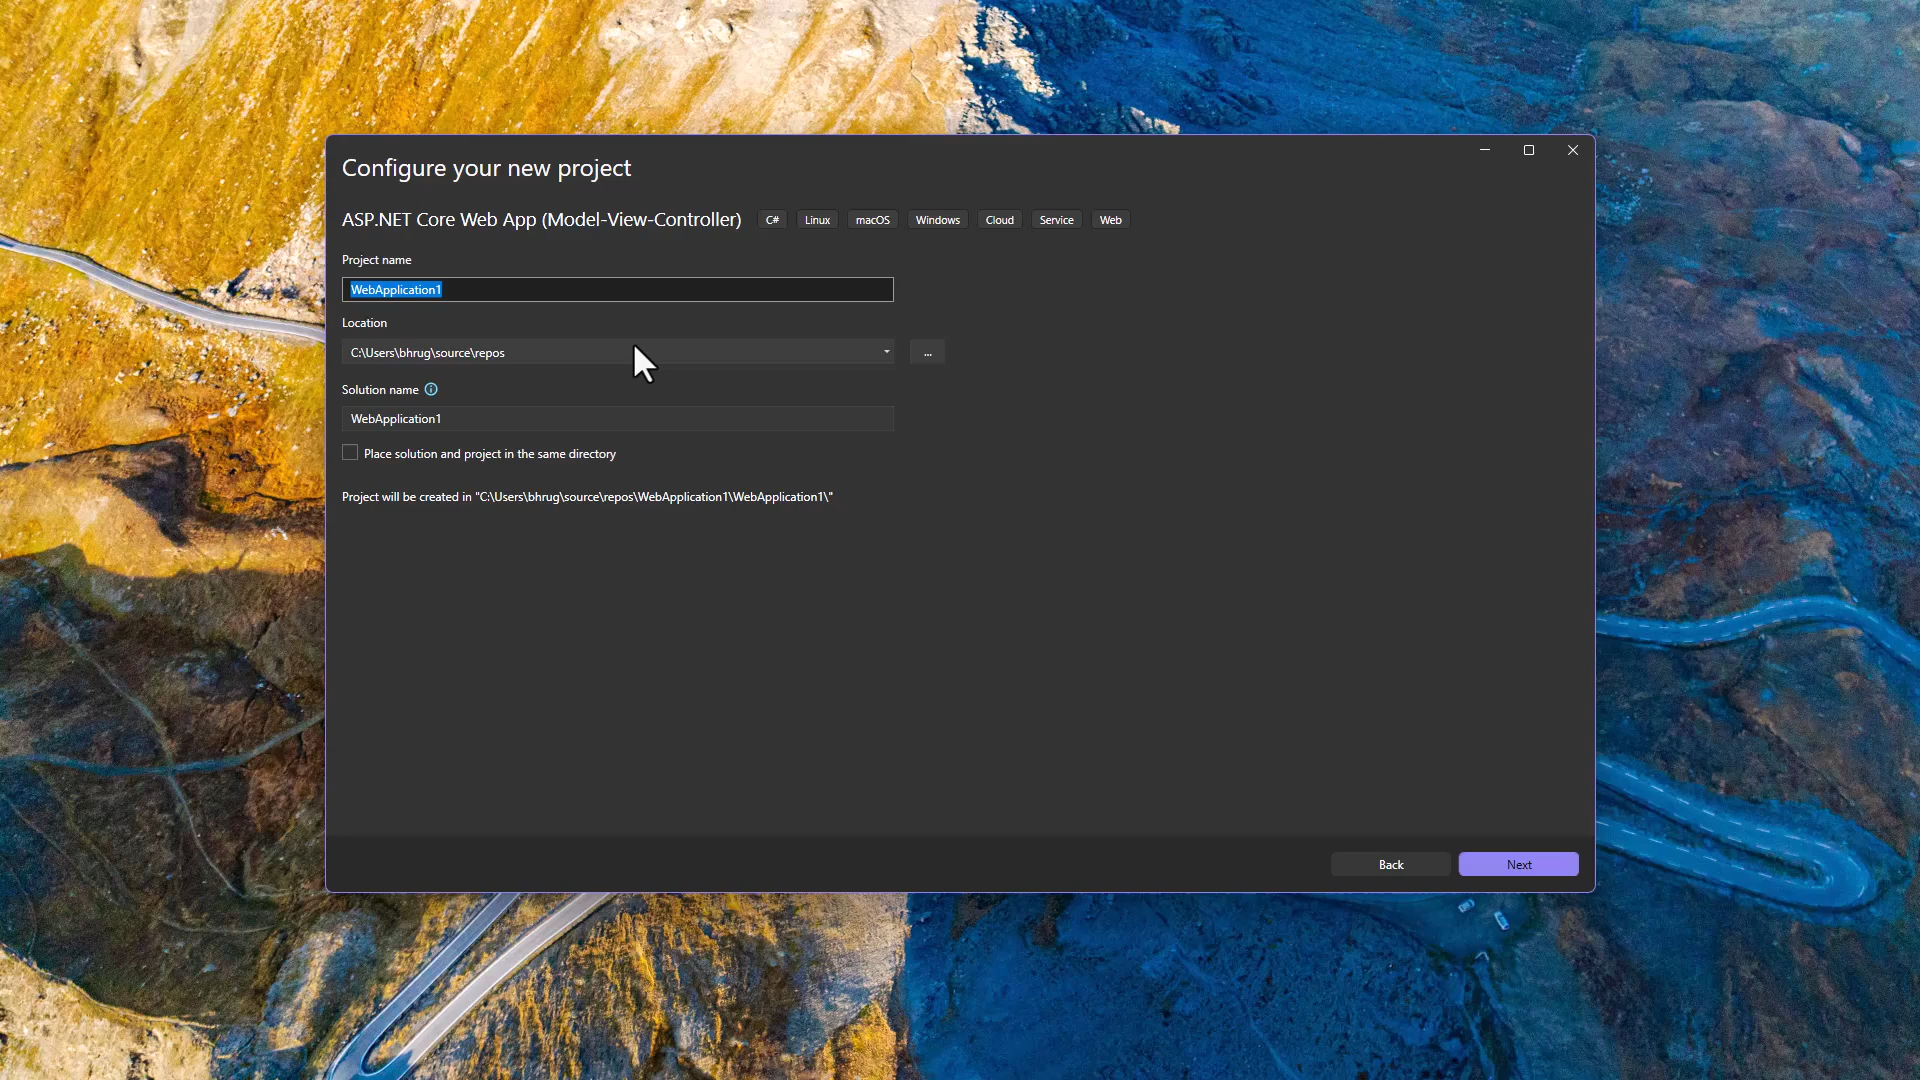 Configure your new project
ASP.NET Core Web App (Model-View-Controller) C# Linux macOS Windows Cloud Service Web
Project name
WebApplication1
Location
C:\Users\bhrug\source\repos
...
Solution name
WebApplication1
Place solution and project in the same directory
Project will be created in "C:\Users\bhrug\source\repos\WebApplication1\WebApplication1\"
Back Next